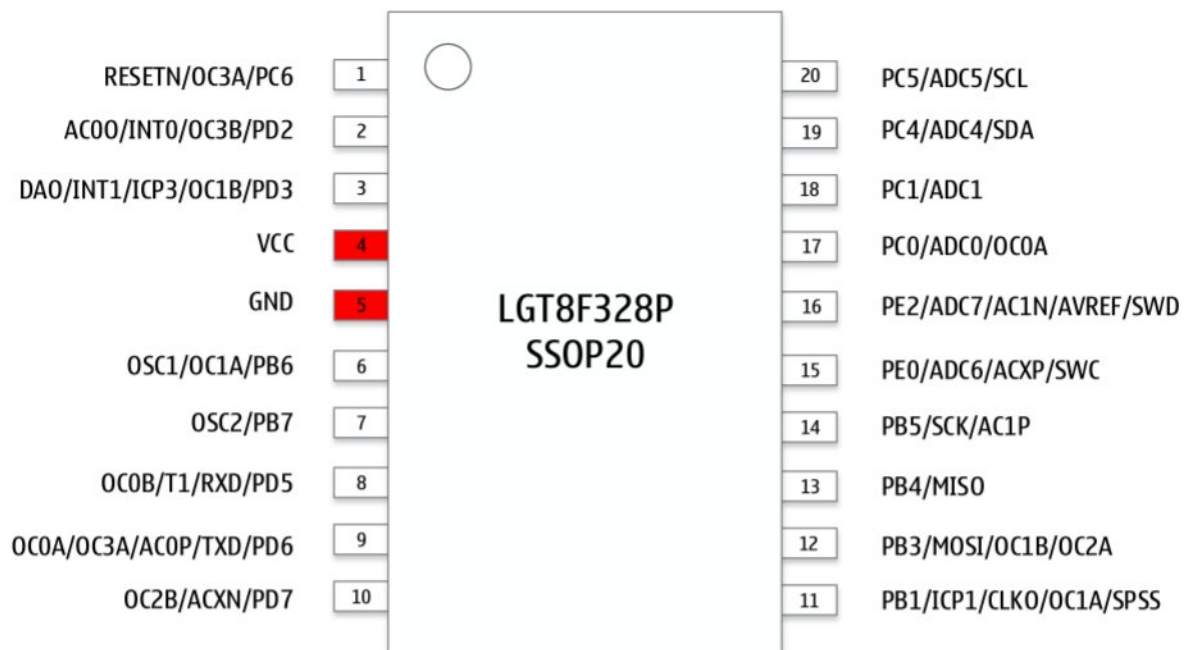 RESETN/OC3A/PC6 1 20 PC5/ADC5/SCL
AC0O/INT0/OC3B/PD2 2 19 PC4/ADC4/SDA
DAO/INT1/ICP3/OC1B/PD3 3 18 PC1/ADC1
VCC 4 17 PC0/ADC0/OC0A
GND 5 16 PE2/ADC7/AC1N/AVREF/SWD
LGT8F328P
SSOP20
OSC1/OC1A/PB6 6 15 PE0/ADC6/ACXP/SWC
OSC2/PB7 7 14 PB5/SCK/AC1P
OC0B/T1/RXD/PD5 8 13 PB4/MISO
OC0A/OC3A/AC0P/TXD/PD6 9 12 PB3/MOSI/OC1B/OC2A
OC2B/ACXN/PD7 10 11 PB1/ICP1/CLKO/OC1A/SPSS